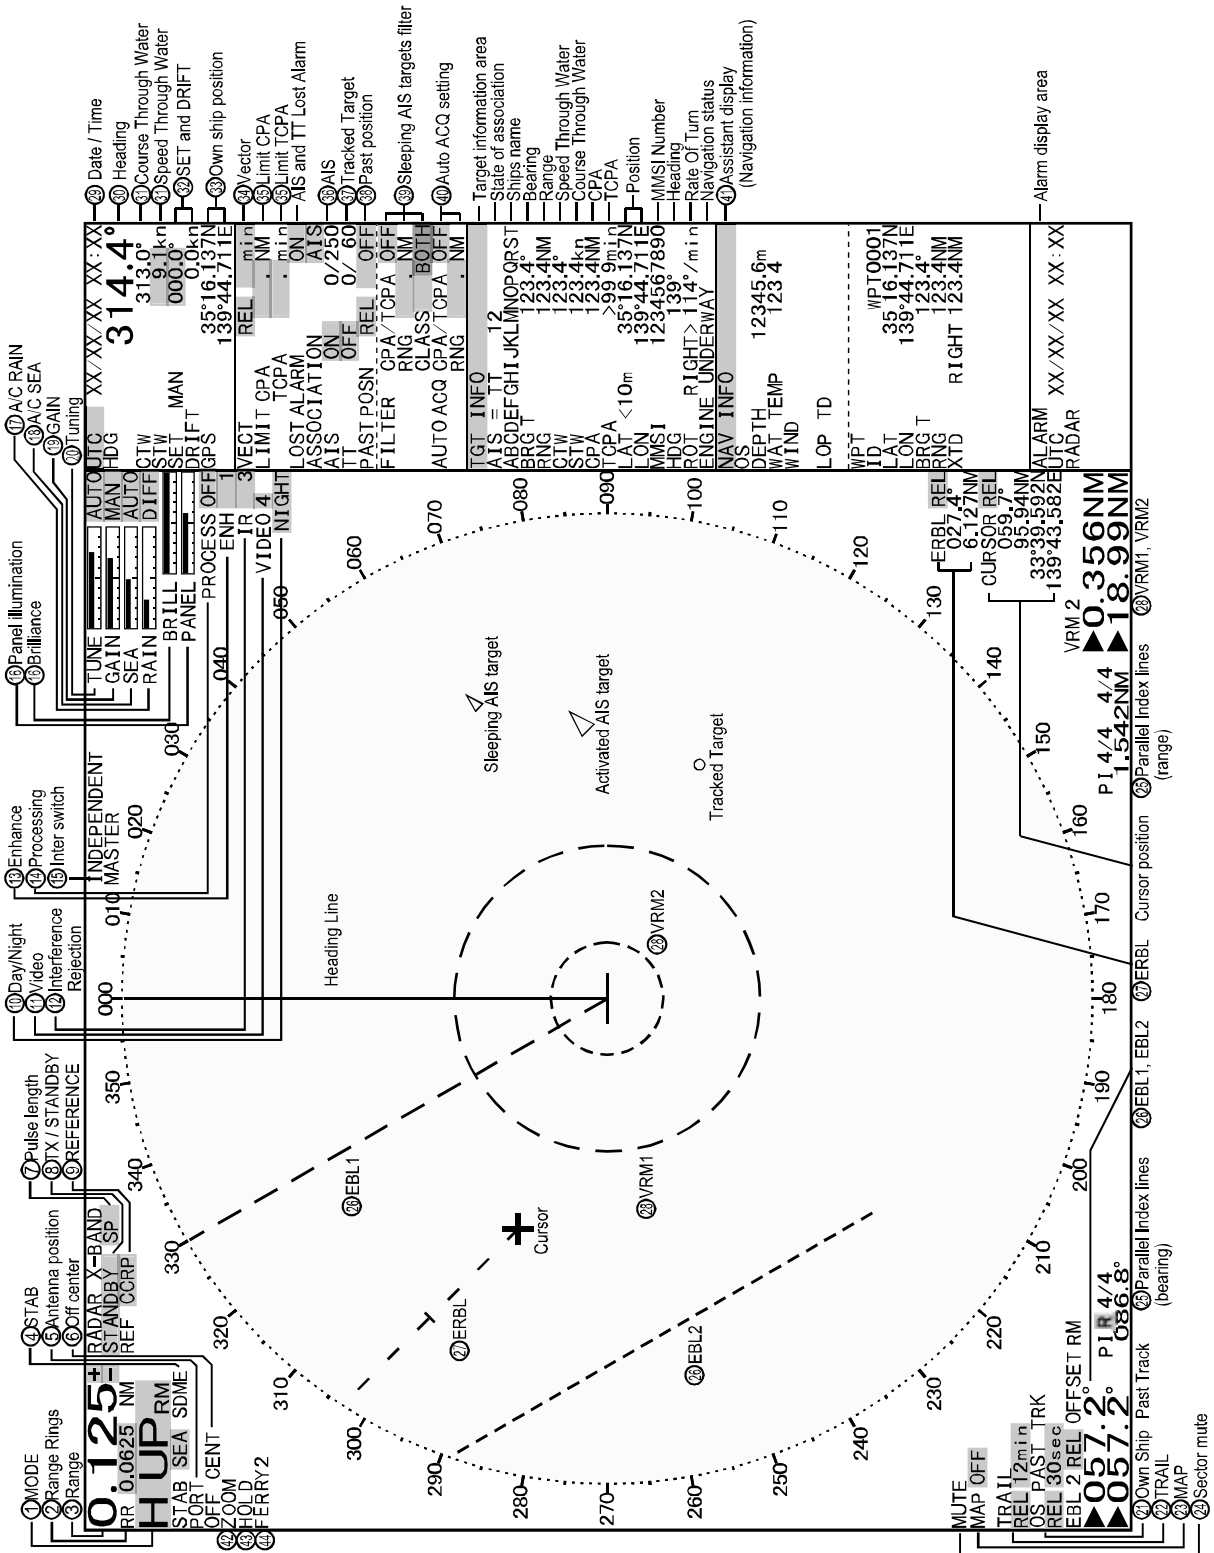 ①MODE
②Range Rings
③Range
④STAB
⑤Antenna position
⑥Off center
⑦Pulse length
⑧TX / STANDBY
⑨REFERENCE
⑩Day/Night
⑪Video
⑫Interference
Rejection
⑬Enhance
⑭Processing
⑮Inter switch
⑯Panel illumination
⑯Brilliance
⑰A/C RAIN
⑱A/C SEA
⑲GAIN
⑳Tuning
0.125
+
-
RR 0.0625 NM
H UP RM
STAB SEA SDME
PORT
OFF CENT
㊷ZOOM
㊸HOLD
㊹FERRY2
RADAR X-BAND
STANDBY SP
REF CCRP
INDEPENDENT
MASTER
TUNE AUTO
GAIN MAN
SEA AUTO
RAIN DIFF
BRILL
PANEL
PROCESS OFF
ENH 1
IR 3
VIDEO 4
NIGHT
000
010
020
030
040
050
060
070
080
090
100
110
120
130
140
150
160
170
180
190
200
210
220
230
240
250
260
270
280
290
300
310
320
330
340
350
Heading Line
Sleeping AIS target
Activated AIS target
Tracked Target
㉖EBL1
㉖EBL2
㉗ERBL
Cursor
㉘VRM1
㉘VRM2
UTC XX/XX/XX XX:XX
HDG 314.4°
CTW 313.0°
STW 9.1kn
SET MAN 000.0°
DRIFT 0.0kn
GPS 35°16.137N
139°44.711E
VECT REL min
LIMIT CPA . NM
TCPA . min
LOST ALARM ON
ASSOCIATION AIS
AIS ON 0/250
TT OFF 0/ 60
PAST POSN REL OFF
FILTER CPA/TCPA OFF
RNG . NM
CLASS BOTH
AUTO ACQ CPA/TCPA OFF
RNG . NM
TGT INFO
AIS = TT 12
ABCDEFGHIJKLMNOPQRST
BRG T 123.4°
RNG 123.4NM
CTW 123.4°
STW 123.4kn
CPA 123.4NM
TCPA >99.9min
LAT <10m 35°16.137N
LON 139°44.711E
MMSI 1234567890
HDG 139°
ROT RIGHT> 114°/min
ENGINE_UNDERWAY
NAV INFO
OS
DEPTH 12345.6m
WAT TEMP 123.4
WIND
LOP TD
WPT
ID WPT0001
LAT 35 16.137N
LON 139°44.711E
BRG T 123.4°
RNG 123.4NM
XTD RIGHT 123.4NM
ALARM
UTC XX/XX/XX XX:XX
RADAR
㉙Date / Time
㉚Heading
㉛Course Through Water
㉛Speed Through Water
㉜SET and DRIFT
㉝Own ship position
㉞Vector
㉟Limit CPA
㉟Limit TCPA
AIS and TT Lost Alarm
㊱AIS
㊲Tracked Target
㊳Past position
㊴Sleeping AIS targets filter
㊵Auto ACQ setting
Target information area
State of association
Ships name
Bearing
Range
Speed Through Water
Course Through Water
CPA
TCPA
Position
MMSI Number
Heading
Rate Of Turn
Navigation status
㊶Assistant display
(Navigation information)
Alarm display area
MUTE
MAP OFF
TRAIL
REL 12min
OS PAST TRK
REL 30sec
EBL 2 REL OFFSET RM
▶057.2°
▶057.2°
PI R 4/4
086.8°
PI 4/4 4/4
1.542NM
ERBL REL
027.4°
6.127NM
CURSOR REL
059.7°
95.94NM
33°39.592N
139°43.582E
VRM 2
▶0.356NM
▶18.99NM
㉑Own Ship Past Track
㉒TRAIL
㉓MAP
㉔Sector mute
㉕Parallel Index lines
(bearing)
㉖EBL1, EBL2
㉗ERBL
Cursor position
㉕Parallel Index lines
(range)
㉘VRM1, VRM2